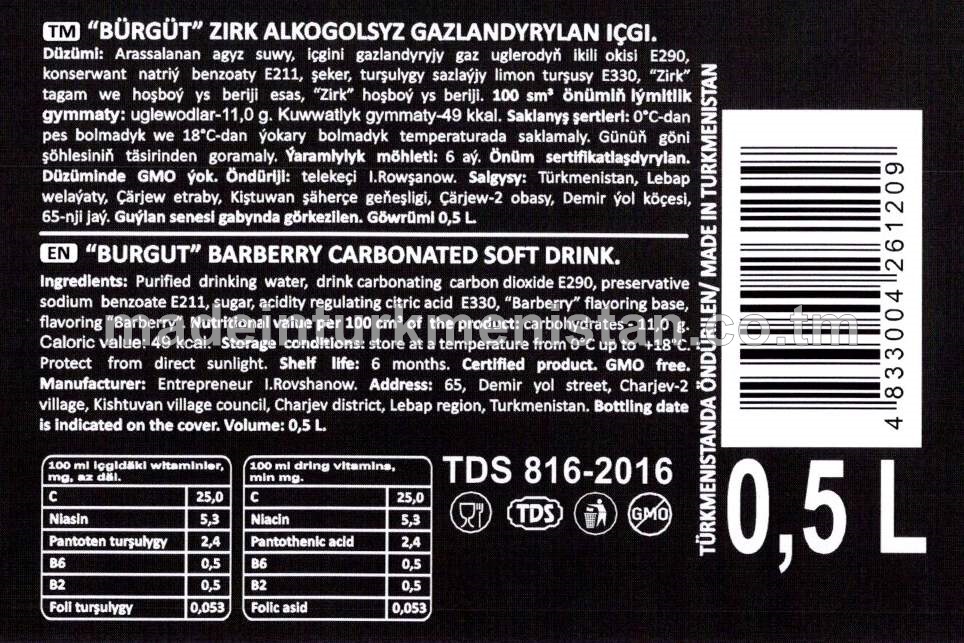 TM "BÜRGÜT" ZIRK ALKOGOLSYZ GAZLANDYRYLAN IÇGI.
Düzümi: Arassalanan agyz suwy, içgini gazlandyryjy gaz uglerodyň ikili okisi E290,
konserwant natriý benzoaty E211, şeker, turşulygy sazlaýjy limon turşusy E330, "Zirk"
tagam we hoşboý ys beriji esas, "Zirk" hoşboý ys beriji. 100 sm³ önümiň iýmitlik
gymmaty: uglewodlar-11,0 g. Kuwwatlyk gymmaty-49 kkal. Saklanyş şertleri: 0°C-dan
pes bolmadyk we 18°C-dan ýokary bolmadyk temperaturada saklamaly. Günüň göni
şöhlesiniň täsirinden goramaly. Ýaramlylyk möhleti: 6 aý. Önüm sertifikatlaşdyrylan.
Düzüminde GMO ýok. Öndüriji: telekeçi I.Rowşanow. Salgysy: Türkmenistan, Lebap
welaýaty, Çärjew etraby, Kiştuwan şäherçe geňeşligi, Çärjew-2 obasy, Demir ýol köçesi,
65-nji jaý. Guýlan senesi gabynda görkezilen. Göwrümi 0,5 L.
EN "BURGUT" BARBERRY CARBONATED SOFT DRINK.
Ingredients: Purified drinking water, drink carbonating carbon dioxide E290, preservative
sodium benzoate E211, sugar, acidity regulating citric acid E330, "Barberry" flavoring base,
flavoring "Barberry". Nutritional value per 100 cm³ of the product: carbohydrates - 11,0 g.
Caloric value: 49 kcal. Storage conditions: store at a temperature from 0°C up to +18°C.
Protect from direct sunlight. Shelf life: 6 months. Certified product. GMO free.
Manufacturer: Entrepreneur I.Rovshanow. Address: 65, Demir yol street, Charjev-2
village, Kishtuvan village council, Charjev district, Lebap region, Turkmenistan. Bottling date
is indicated on the cover. Volume: 0,5 L.
madeinturkmenistan.co.tm
100 ml içgidäki witaminler,
mg, az däl.
C 25,0
Niasin 5,3
Pantoten turşulygy 2,4
B6 0,5
B2 0,5
Foli turşulygy 0,053
100 ml dring vitamins,
min mg.
C 25,0
Niacin 5,3
Pantothenic acid 2,4
B6 0,5
B2 0,5
Folic asid 0,053
TDS 816-2016
TDS
GMO
TÜRKMENISTANDA ÖNDÜRILEN/ MADE IN TURKMENISTAN
4 833004 261209
0,5 L